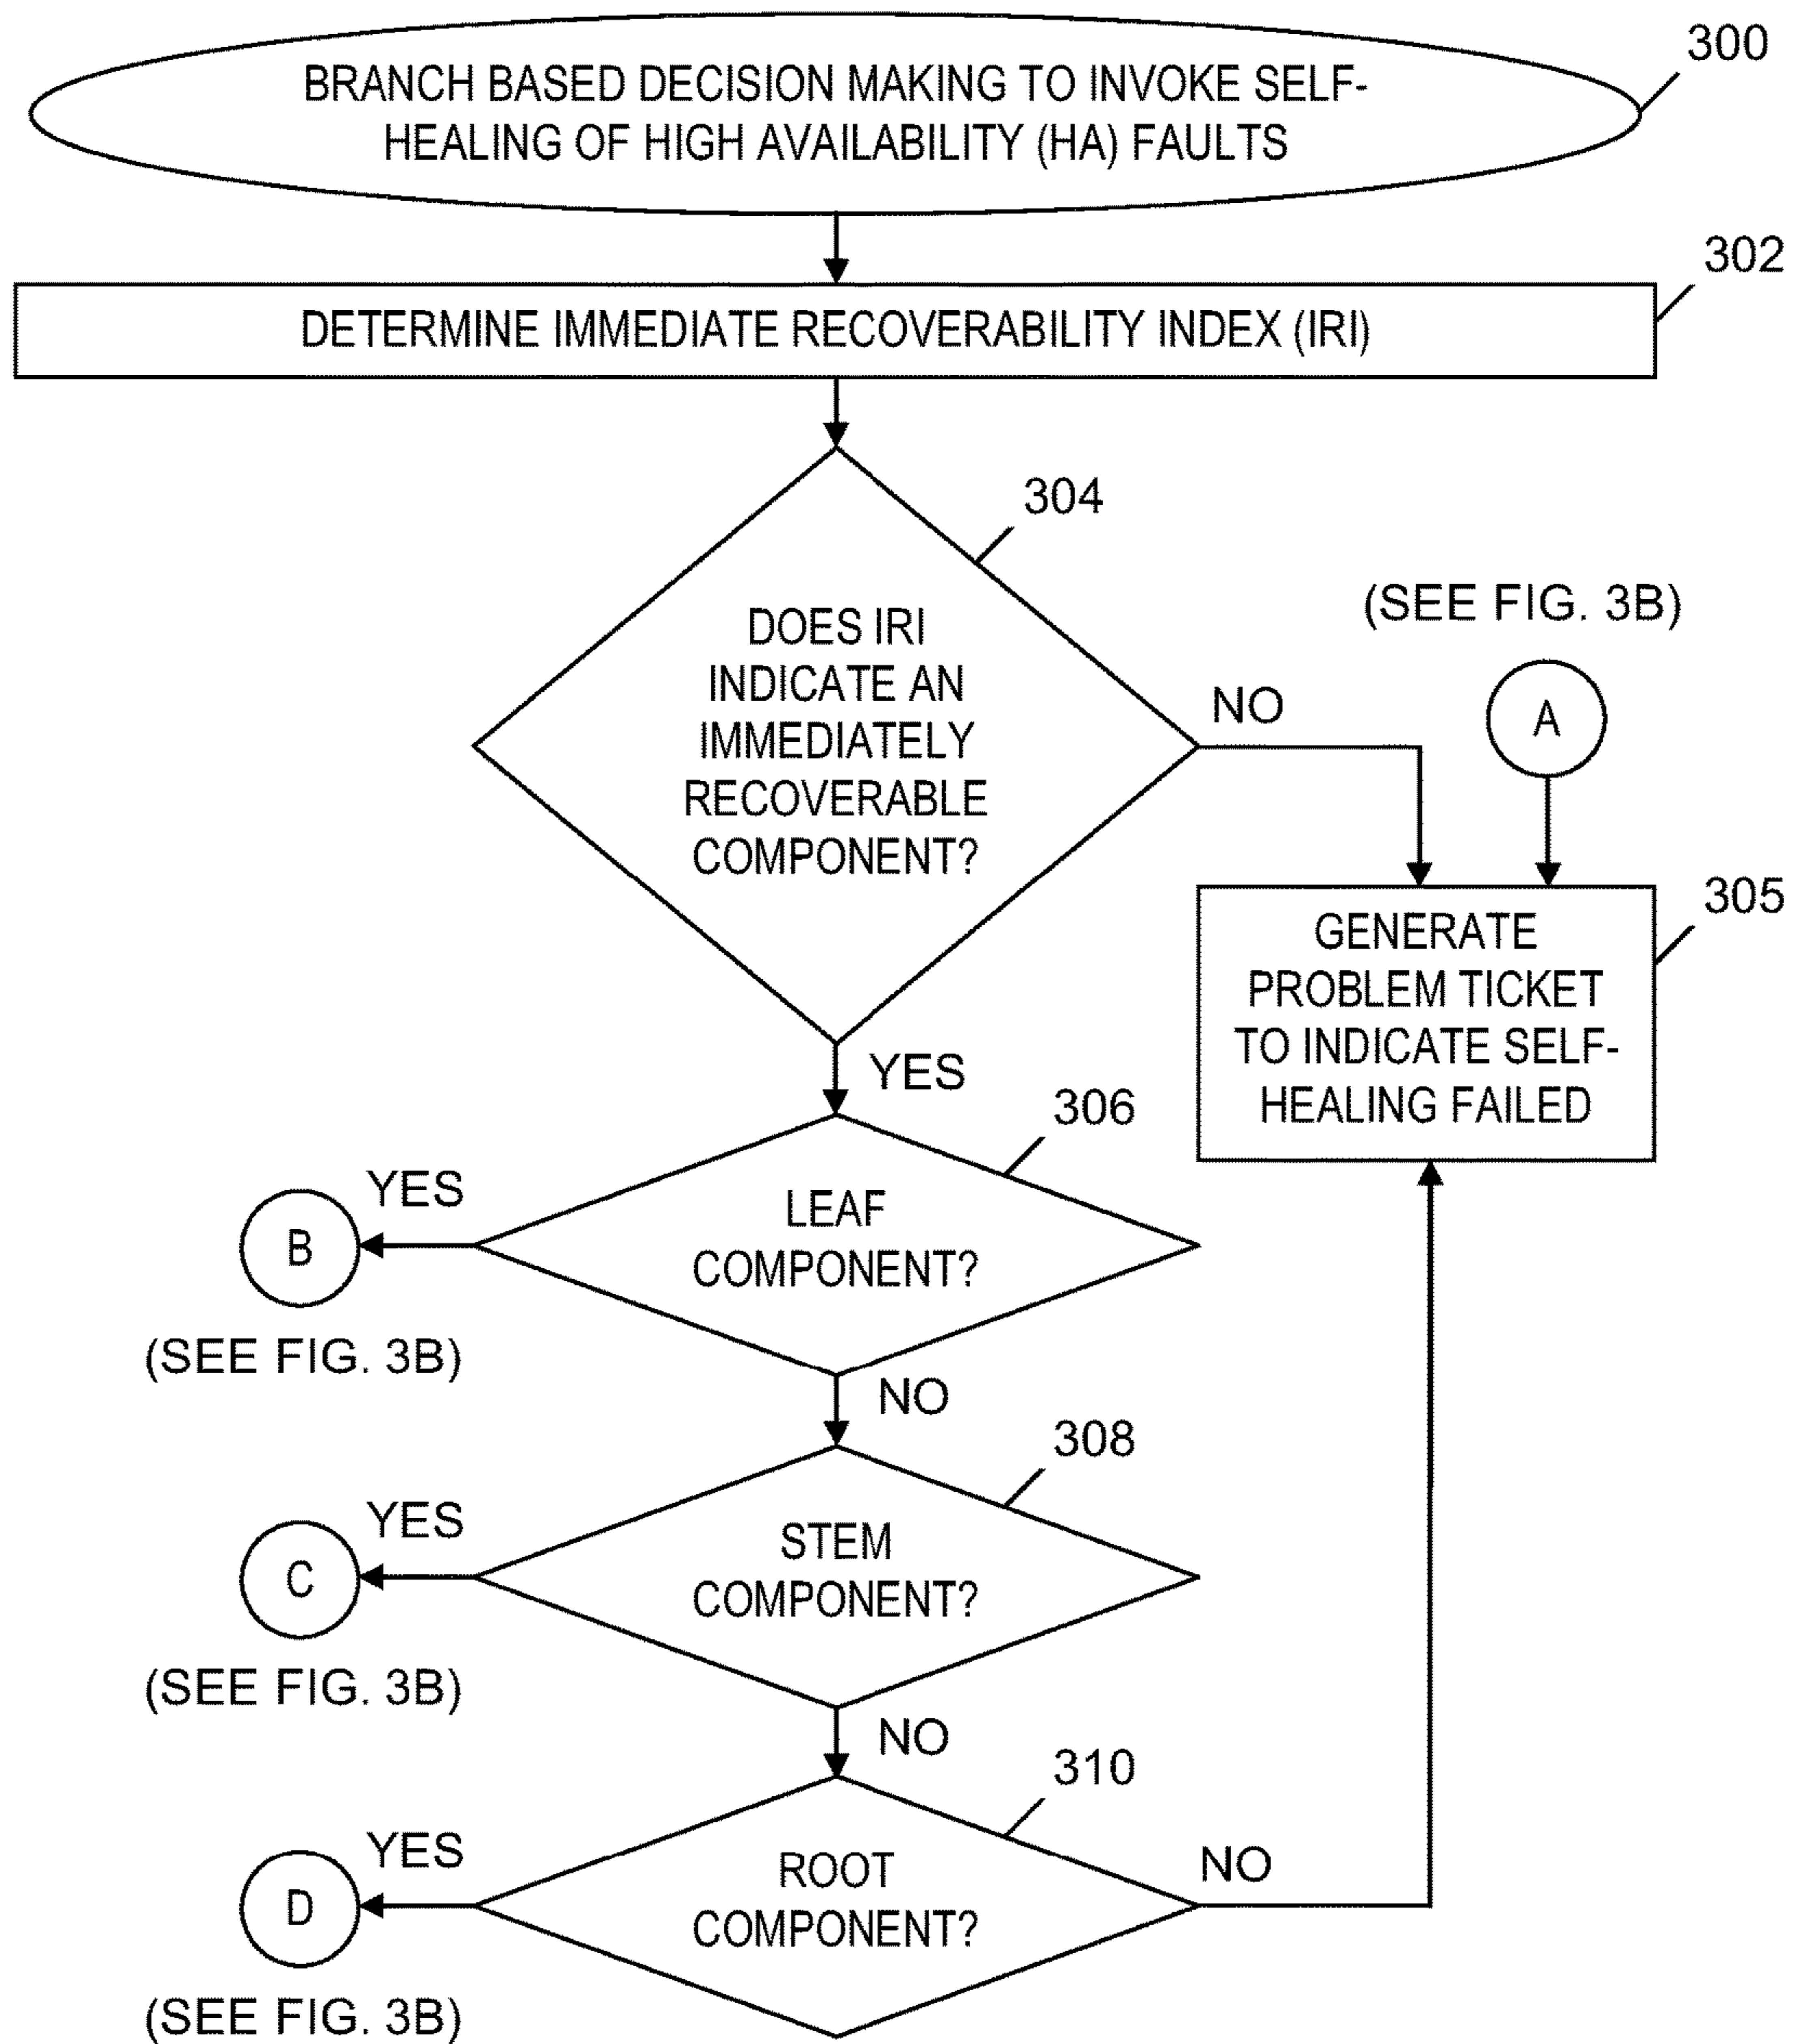 300
BRANCH BASED DECISION MAKING TO INVOKE SELF-
HEALING OF HIGH AVAILABILITY (HA) FAULTS
302
DETERMINE IMMEDIATE RECOVERABILITY INDEX (IRI)
304
DOES IRI
INDICATE AN
IMMEDIATELY
RECOVERABLE
COMPONENT?
NO
(SEE FIG. 3B)
A
305
GENERATE
PROBLEM TICKET
TO INDICATE SELF-
HEALING FAILED
YES
306
LEAF
COMPONENT?
YES
B
(SEE FIG. 3B)
NO
308
STEM
COMPONENT?
YES
C
(SEE FIG. 3B)
NO
310
ROOT
COMPONENT?
YES
D
(SEE FIG. 3B)
NO